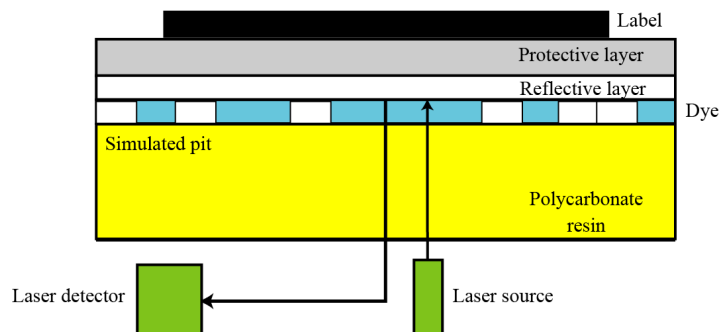 Label
Protective layer
Reflective layer
Dye
Simulated pit
Polycarbonate
resin
Laser detector
Laser source